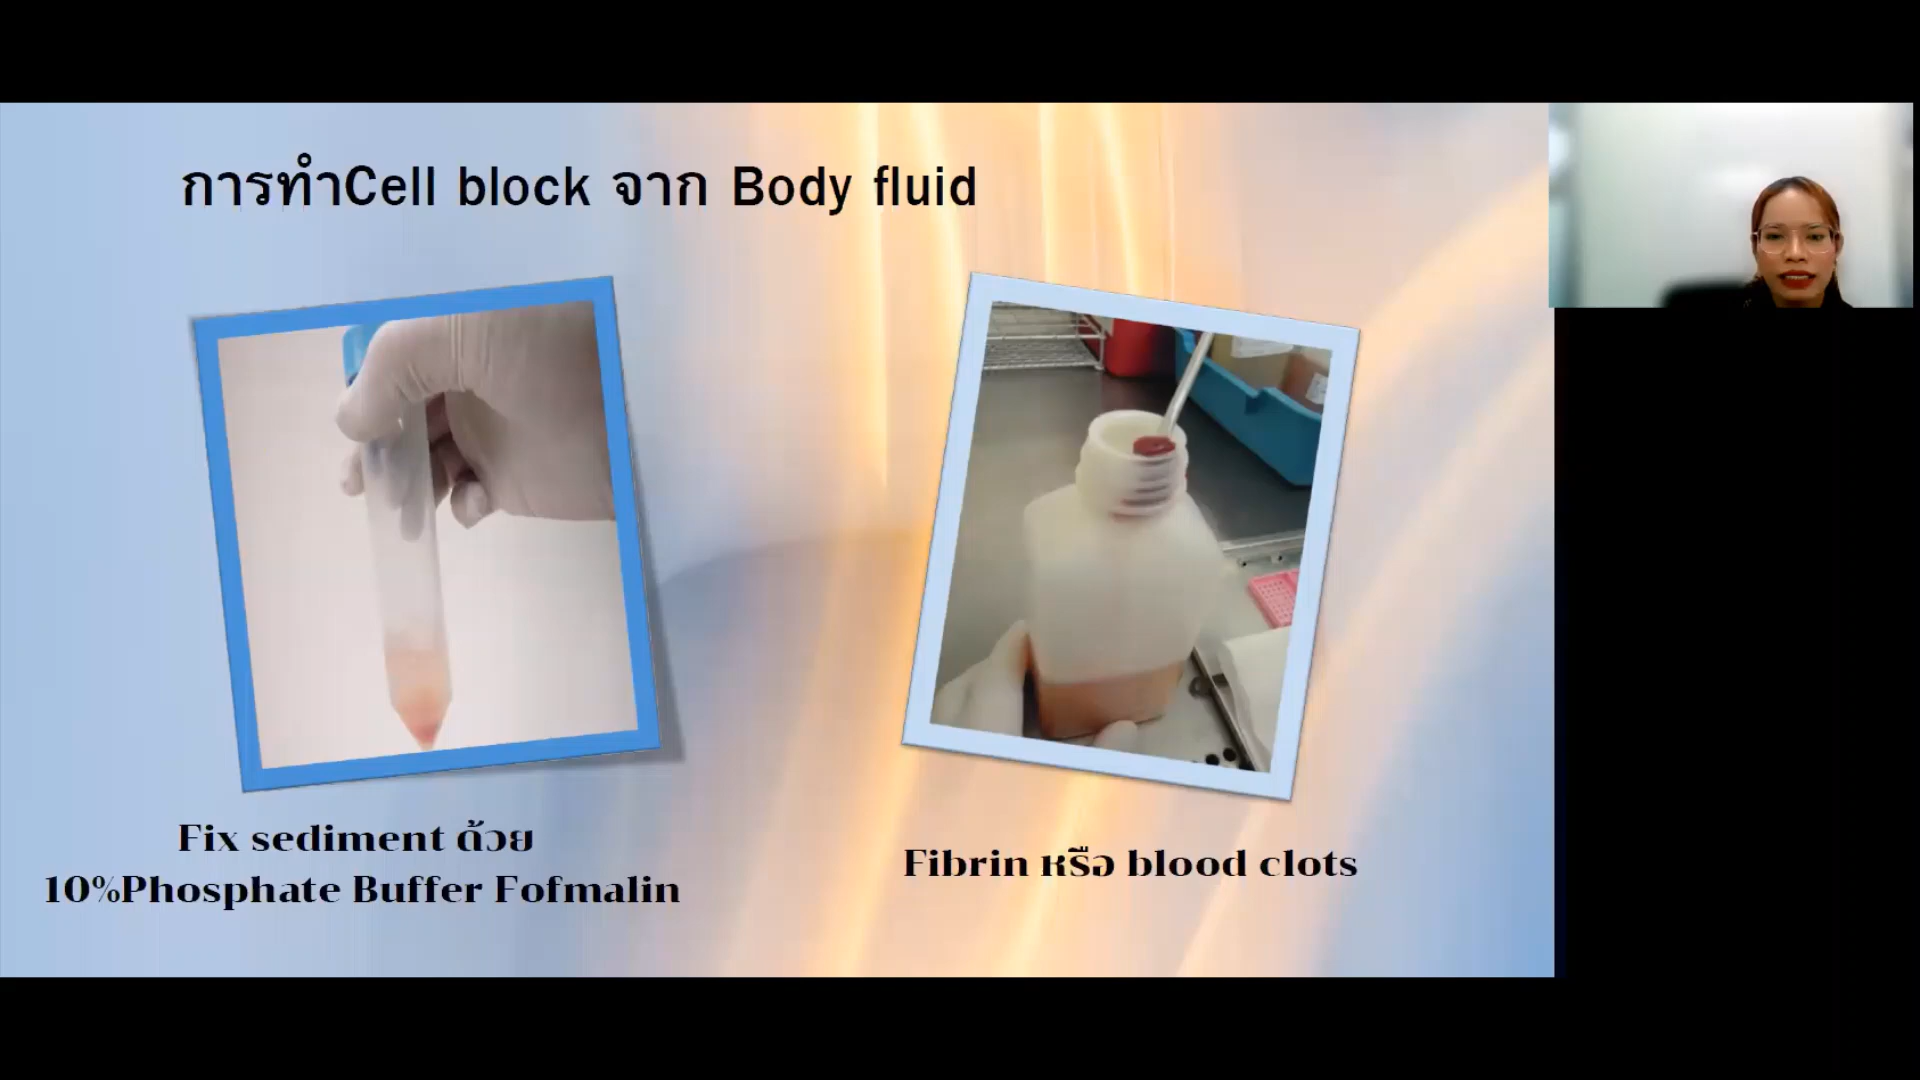 การทำCell block จาก Body fluid
Fix sediment ด้วย
10%Phosphate Buffer Fofmalin
Fibrin หรือ blood clots